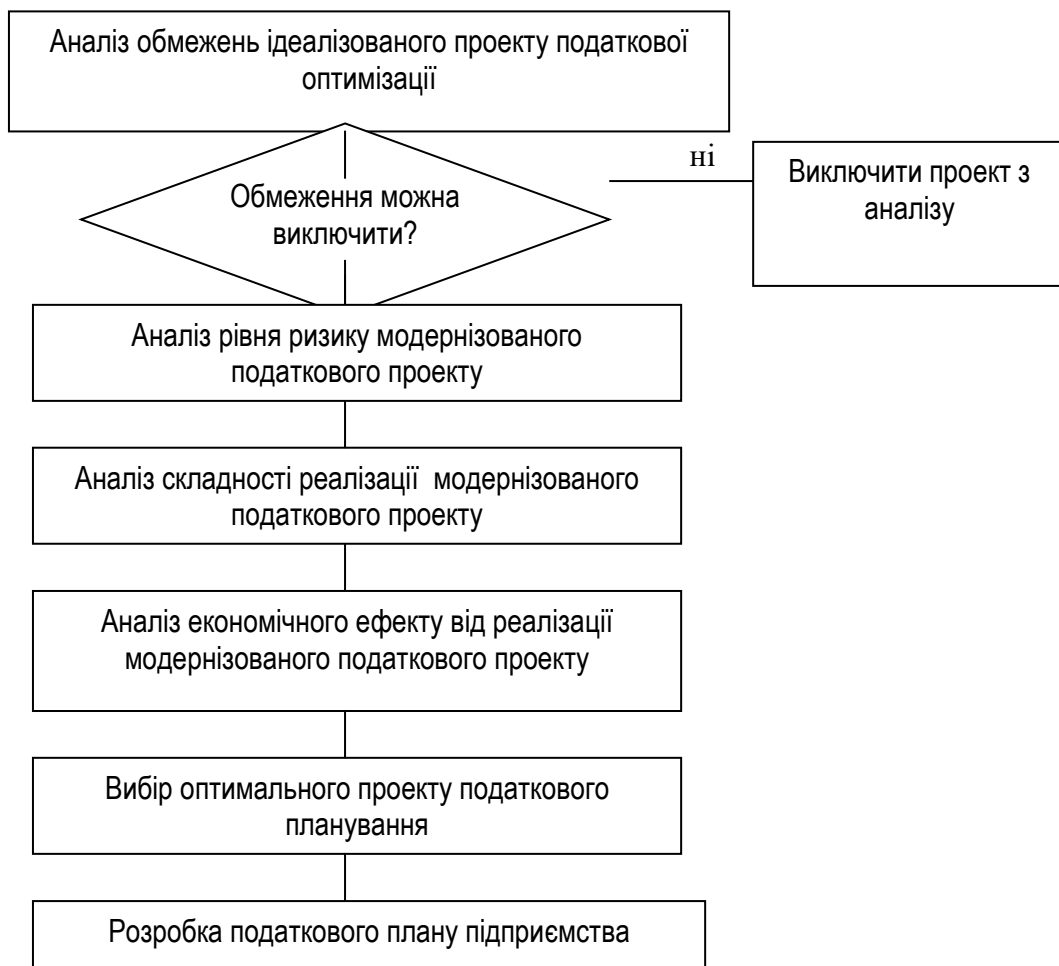 Аналіз обмежень ідеалізованого проекту податкової
оптимізації
ні
Виключити проект з
аналізу
Обмеження можна
виключити?
Аналіз рівня ризику модернізованого
податкового проекту
Аналіз складності реалізації модернізованого
податкового проекту
Аналіз економічного ефекту від реалізації
модернізованого податкового проекту
Вибір оптимального проекту податкового
планування
Розробка податкового плану підприємства